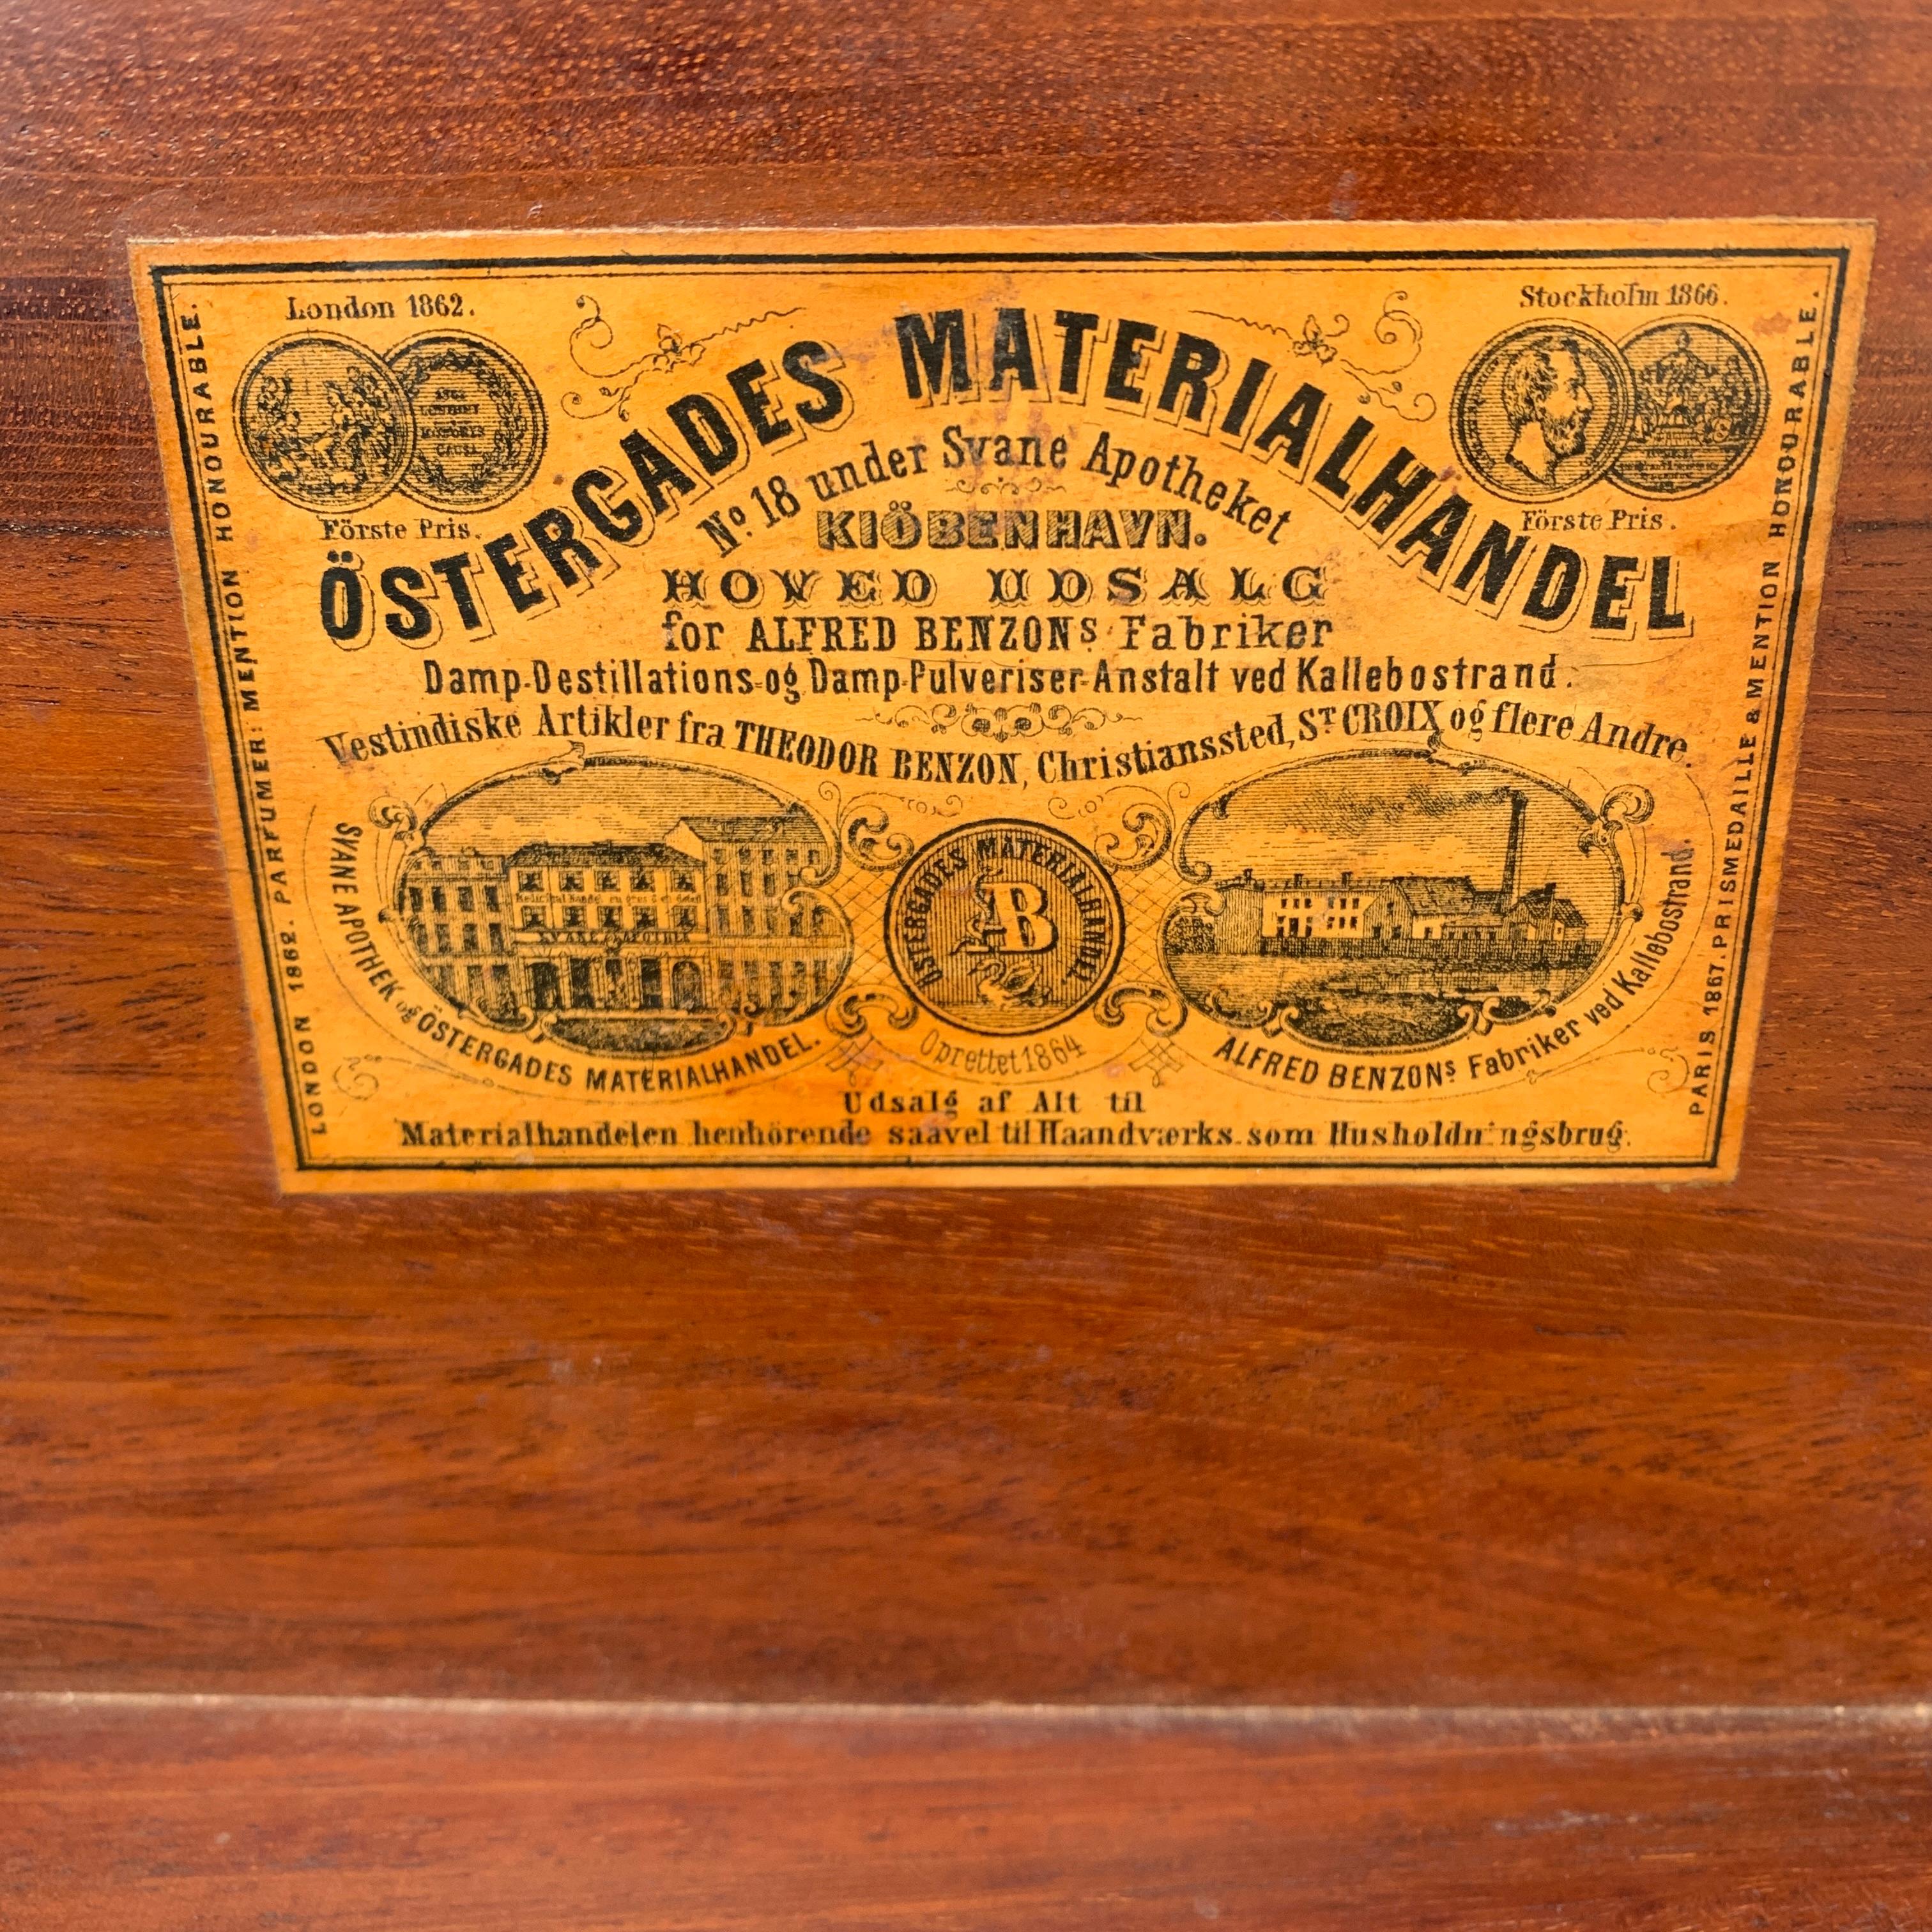 London 1862.
Förste Pris.
Stockholm 1866.
Förste Pris.
ÖSTERGADES MATERIALHANDEL
No. 18 under Svane Apotheket
KIÖBENHAVN.
HOVED UDSALG
for ALFRED BENZONs Fabriker
Damp-Destillations-og Damp-Pulveriser-Anstalt ved Kallebostrand.
Vestindiske Artikler fra THEODOR BENZON, Christianssted, ST CROIX og flere Andre.
SVANE APOTHEK og ÖSTERGADES MATERIALHANDEL.
ÖSTERGADES MATERIALHANDEL
B
Oprettet 1864
ALFRED BENZONs Fabriker ved Kallebostrand.
Udsalg af Alt til
Materialhandelen henhörende saavel til Haandværks-som Husholdningsbrug.
LONDON 1862. PARFUMER: MENTION HONOURABLE.
PARIS 1867. PRISMEDAILLE & MENTION HONOURABLE.